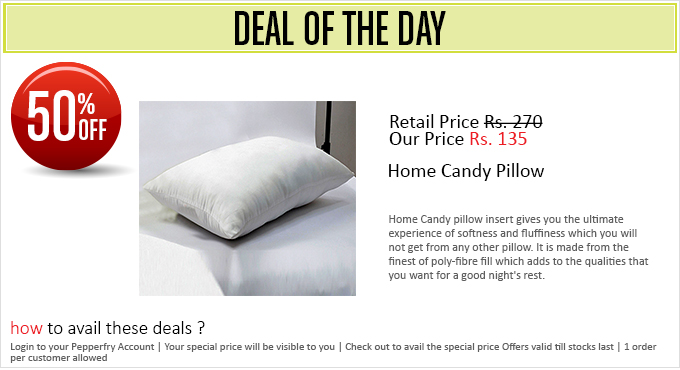 DEAL OF THE DAY
50% OFF
Retail Price Rs. 270
Our Price Rs. 135
Home Candy Pillow
Home Candy pillow insert gives you the ultimate
experience of softness and fluffiness which you will
not get from any other pillow. It is made from the
finest of poly-fibre fill which adds to the qualities that
you want for a good night's rest.
how to avail these deals ?
Login to your Pepperfry Account | Your special price will be visible to you | Check out to avail the special price Offers valid till stocks last | 1 order
per customer allowed